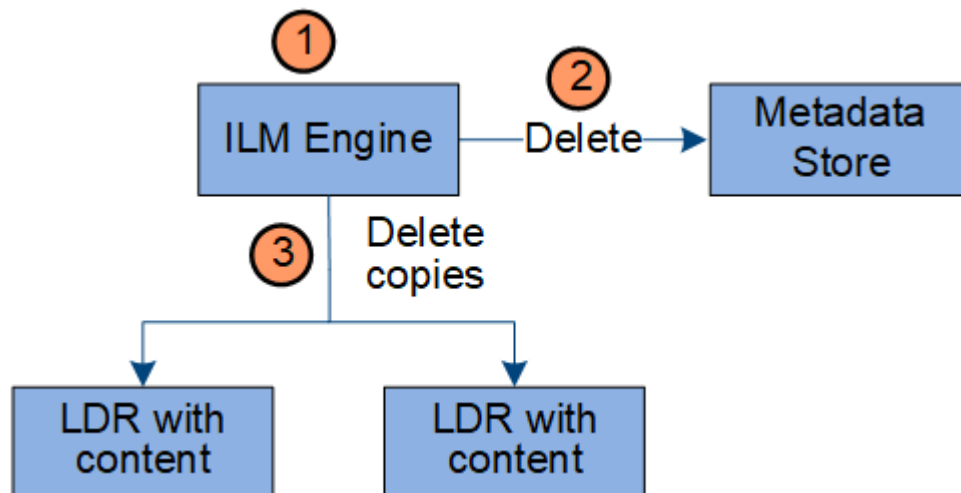 1
2
ILM Engine
Delete
Metadata
Store
3
Delete
copies
LDR with
content
LDR with
content